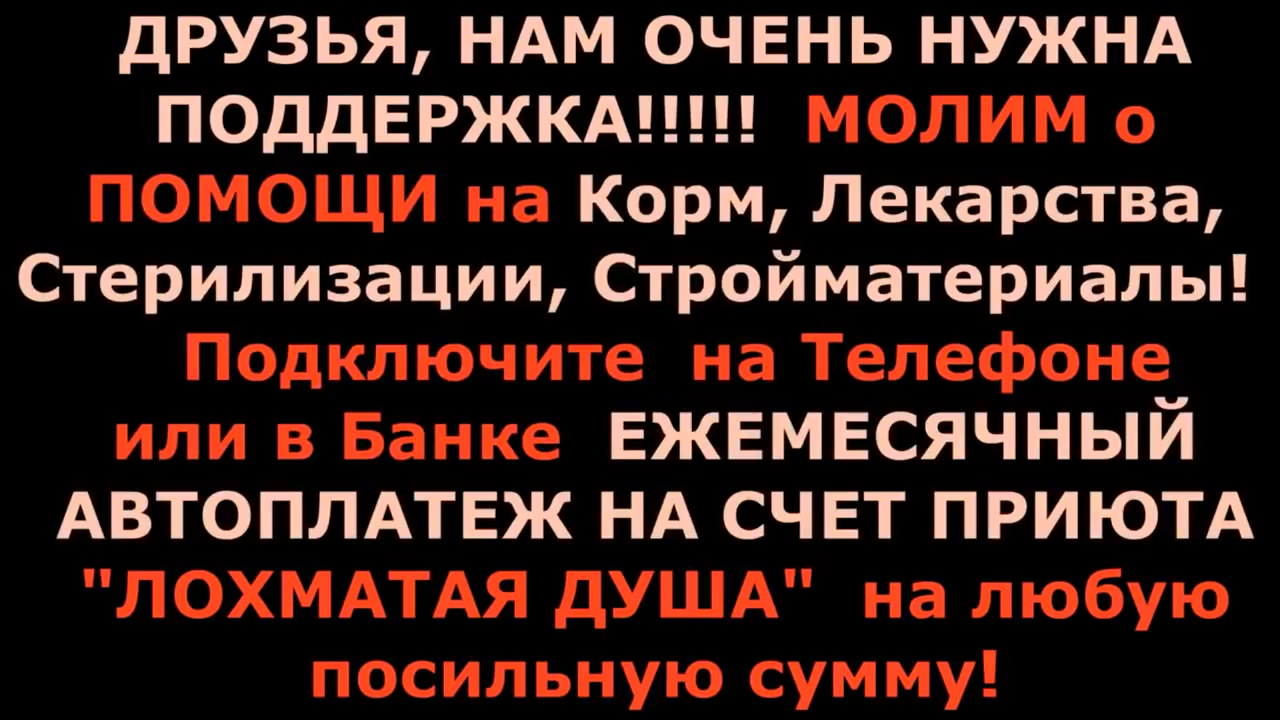 ДРУЗЬЯ, НАМ ОЧЕНЬ НУЖНА
ПОДДЕРЖКА!!!!! МОЛИМ о
ПОМОЩИ на Корм, Лекарства,
Стерилизации, Стройматериалы!
Подключите на Телефоне
или в Банке ЕЖЕМЕСЯЧНЫЙ
АВТОПЛАТЕЖ НА СЧЕТ ПРИЮТА
"ЛОХМАТАЯ ДУША" на любую
посильную сумму!